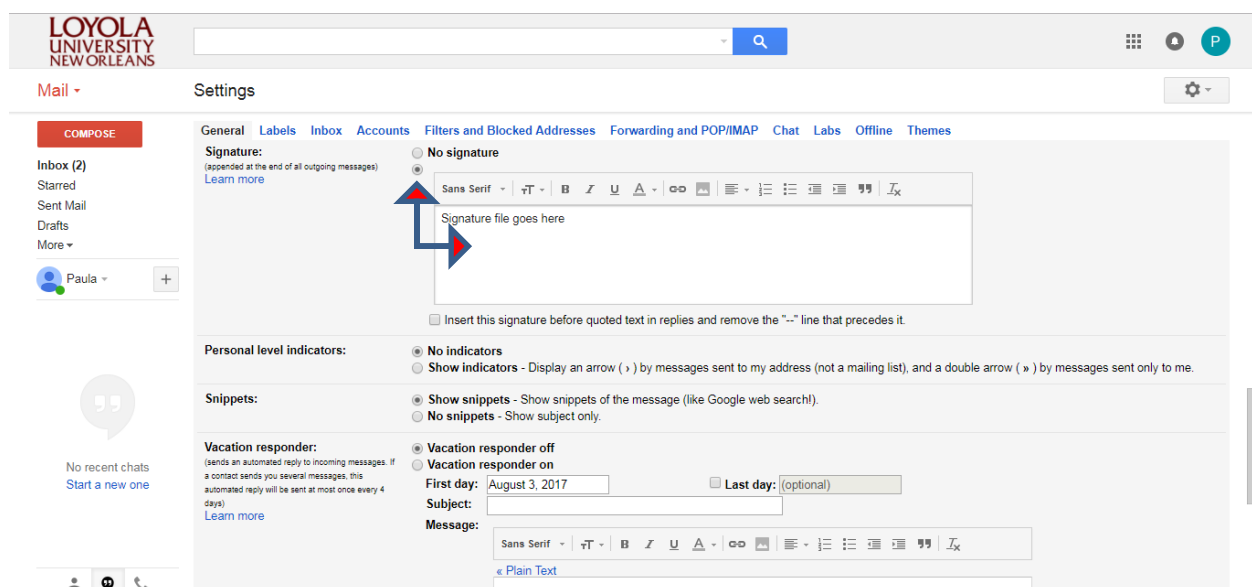 LOYOLA
UNIVERSITY
NEW ORLEANS
P
Mail
Settings
COMPOSE
Inbox (2)
Starred
Sent Mail
Drafts
More
Paula
+
No recent chats
Start a new one
General Labels Inbox Accounts Filters and Blocked Addresses Forwarding and POP/IMAP Chat Labs Offline Themes
Signature:
(appended at the end of all outgoing messages)
Learn more
No signature
Sans Serif TT B I U A Tx
Signature file goes here
Insert this signature before quoted text in replies and remove the "--" line that precedes it.
Personal level indicators:
No indicators
Show indicators - Display an arrow ( › ) by messages sent to my address (not a mailing list), and a double arrow ( » ) by messages sent only to me.
Snippets:
Show snippets - Show snippets of the message (like Google web search!).
No snippets - Show subject only.
Vacation responder:
(sends an automated reply to incoming messages. If
a contact sends you several messages, this
automated reply will be sent at most once every 4
days)
Learn more
Vacation responder off
Vacation responder on
First day: August 3, 2017 Last day: (optional)
Subject:
Message:
Sans Serif TT B I U A Tx
« Plain Text